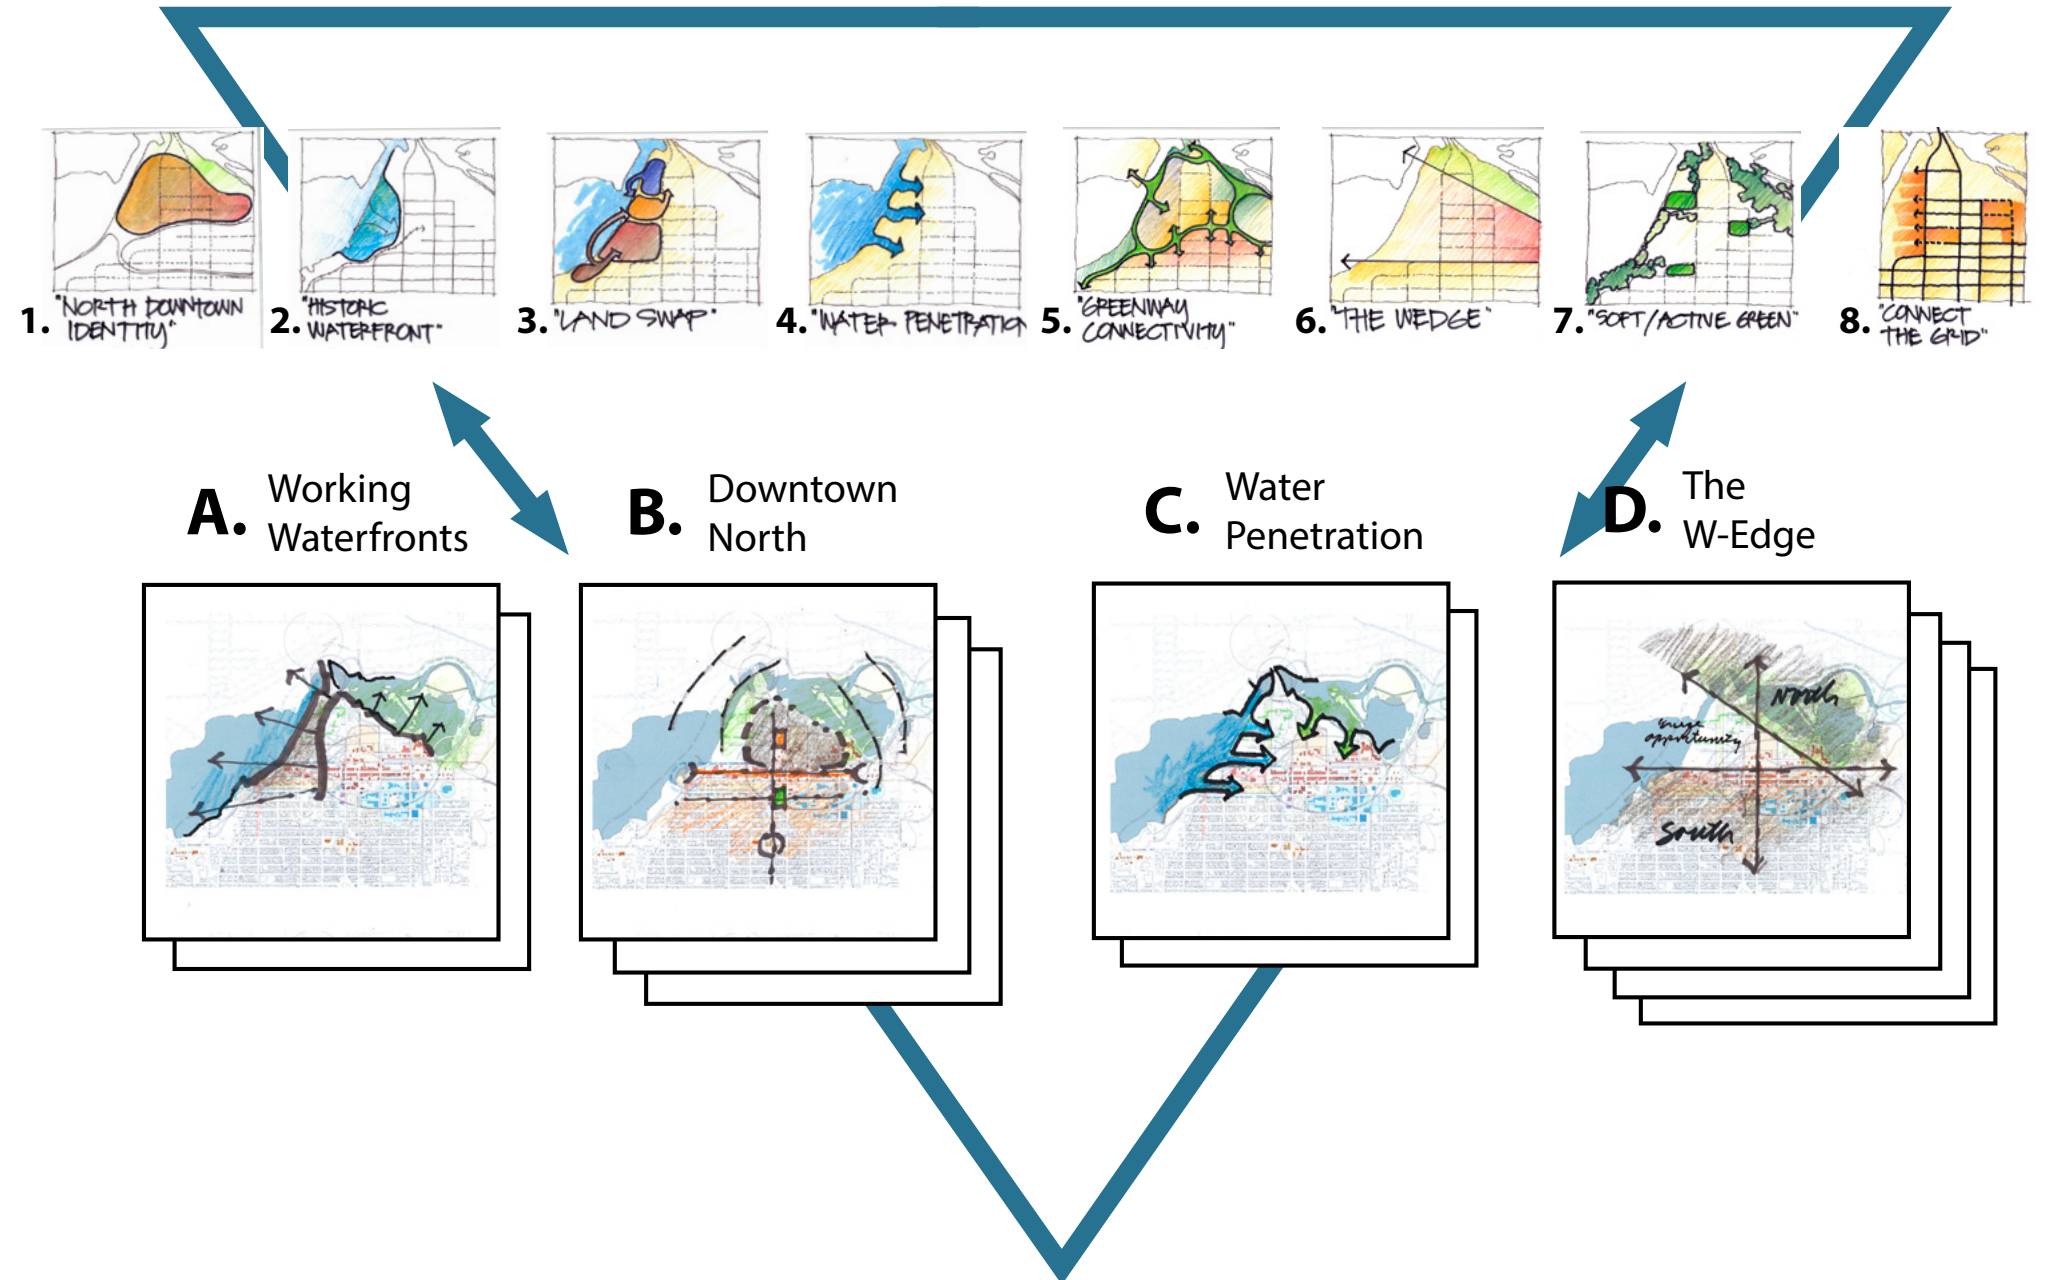 1. "NORTH DOWNTOWN
IDENTITY"
2. "HISTORIC
WATERFRONT"
3. "LAND SWAP"
4. "WATER PENETRATION
5. "GREENWAY
CONNECTIVITY"
6. "THE WEDGE"
7. "SOFT/ACTIVE GREEN"
8. "CONNECT
THE GRID"
A. Working
Waterfronts
B. Downtown
North
C. Water
Penetration
D. The
W-Edge
North
opportunity
South